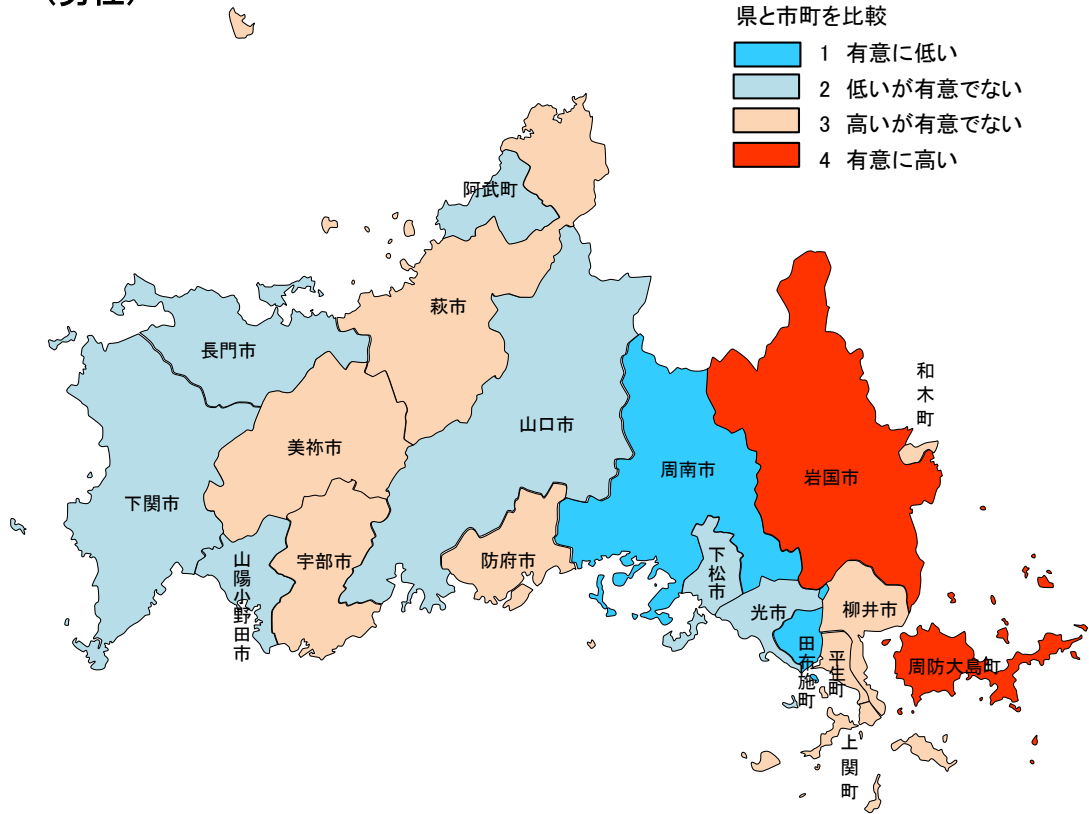 県と市町を比較
1 有意に低い
2 低いが有意でない
3 高いが有意でない
4 有意に高い
阿武町
萩市
長門市
和木町
山口市
美祢市
周南市
岩国市
下関市
防府市
宇部市
山陽小野田市
下松市
光市
柳井市
田布施町
平生町
周防大島町
上関町